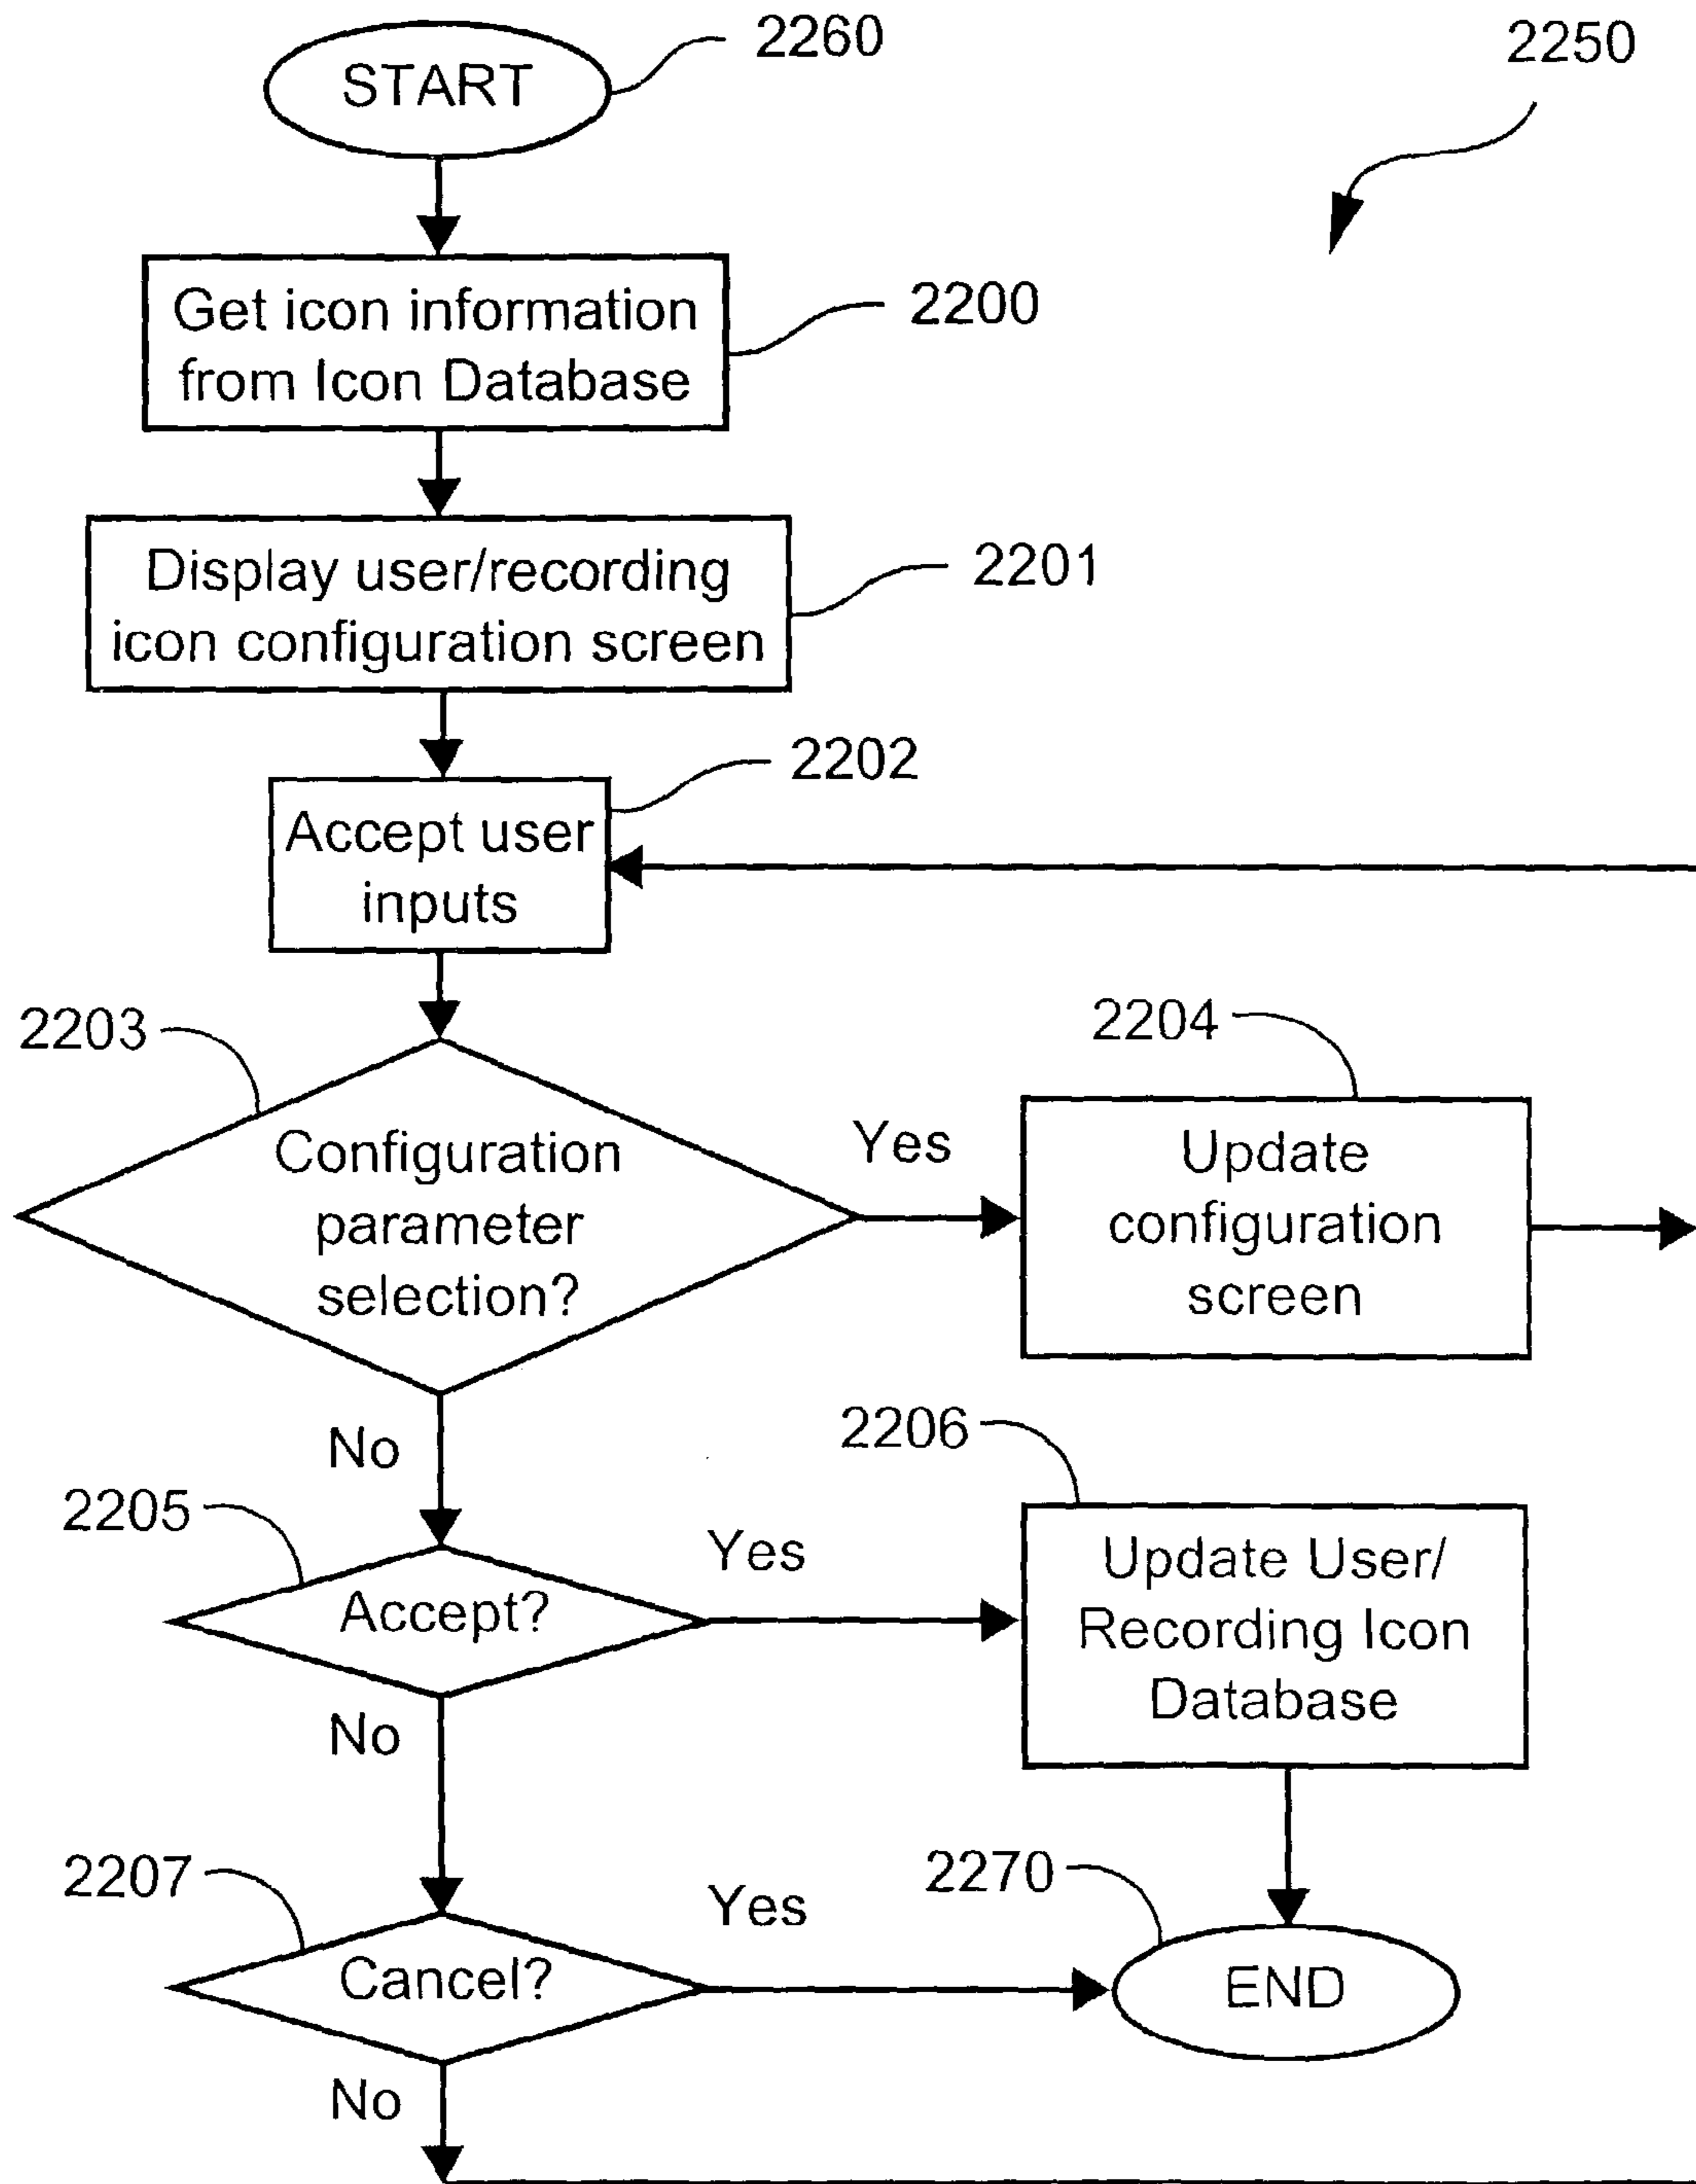 START
2260
2250
Get icon information
from Icon Database
2200
Display user/recording
icon configuration screen
2201
Accept user
inputs
2202
2203
Configuration
parameter
selection?
Yes
2204
Update
configuration
screen
No
2205
Accept?
Yes
2206
Update User/
Recording Icon
Database
No
2207
Cancel?
Yes
2270
END
No